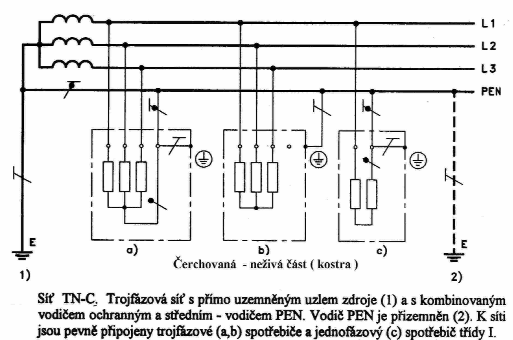 L1
L2
L3
PEN
E
E
a)
b)
c)
1)
2)
Čerchovaná - neživá část ( kostra )
Síť TN-C. Trojfázová síť s přímo uzemněným uzlem zdroje (1) a s kombinovaným
vodičem ochranným a středním - vodičem PEN. Vodič PEN je přizemněn (2). K síti
jsou pevně připojeny trojfázové (a,b) spotřebiče a jednofázový (c) spotřebič třídy I.